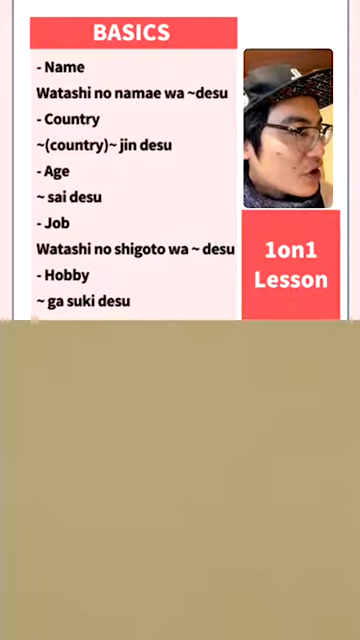 BASICS
- Name
Watashi no namae wa ~desu
- Country
~(country)~ jin desu
- Age
~ sai desu
- Job
Watashi no shigoto wa ~ desu
- Hobby
~ ga suki desu
1on1
Lesson